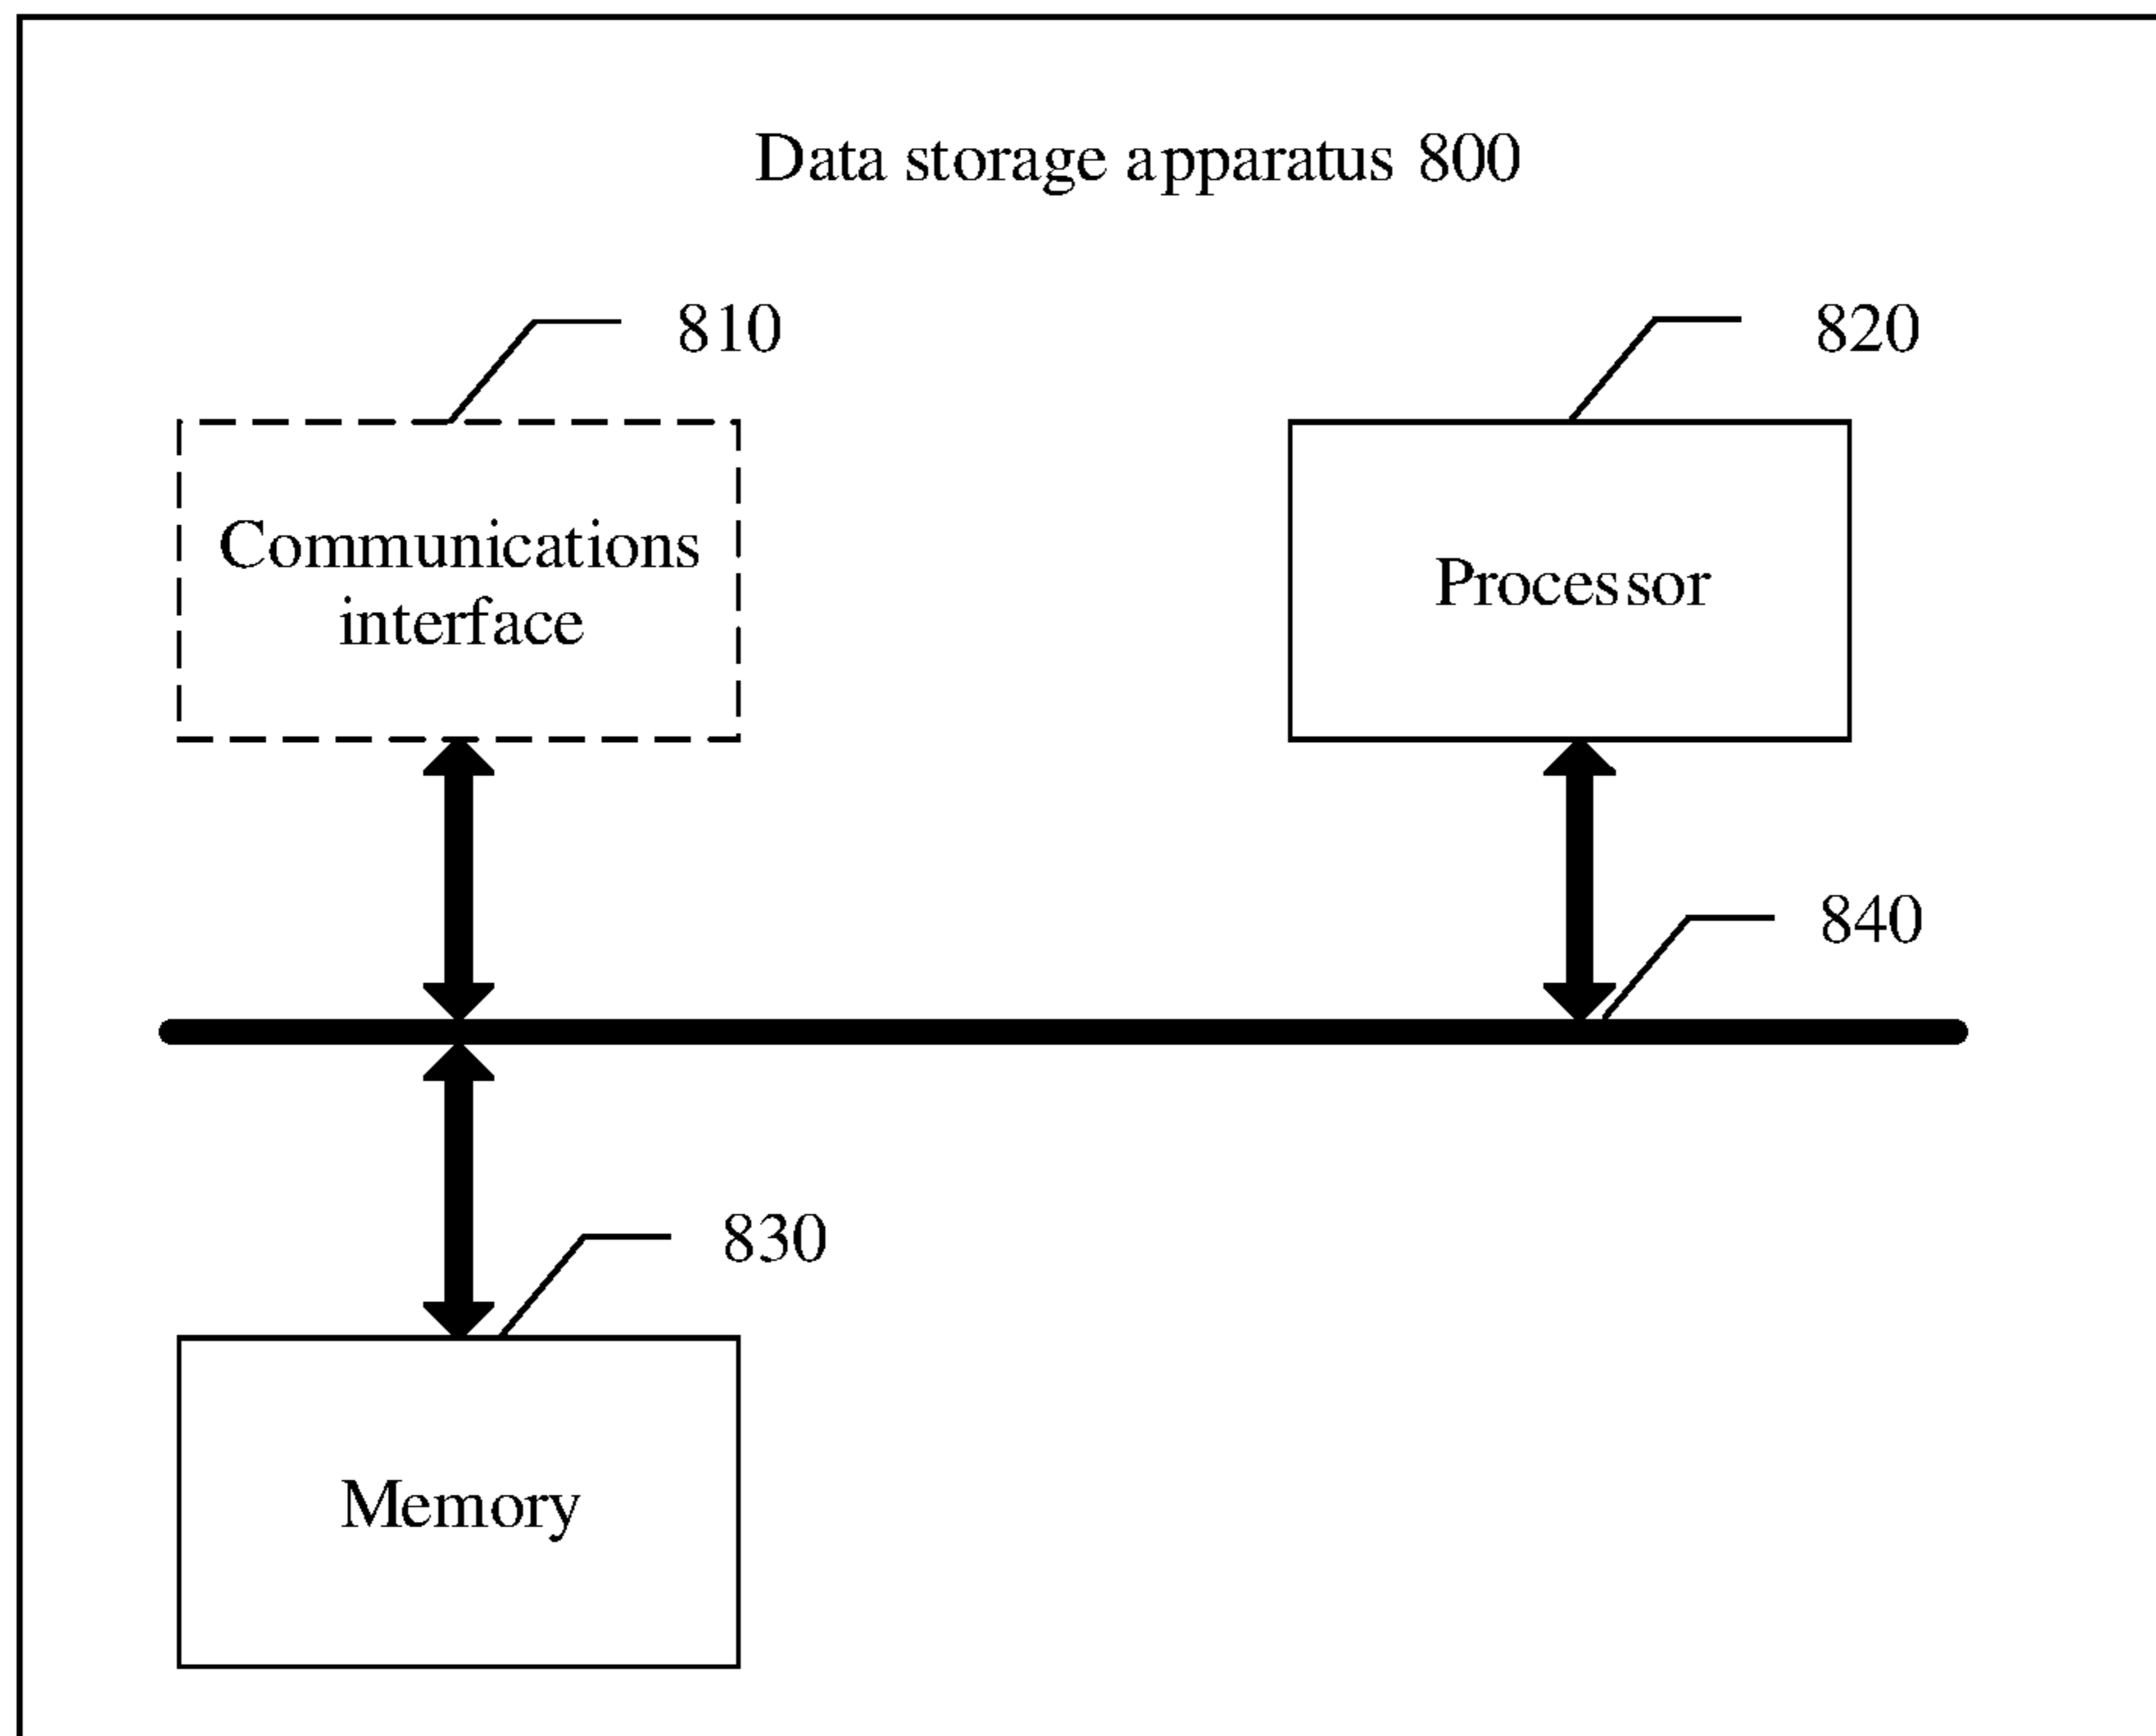 Data storage apparatus 800
810
820
Communications
interface
Processor
840
830
Memory